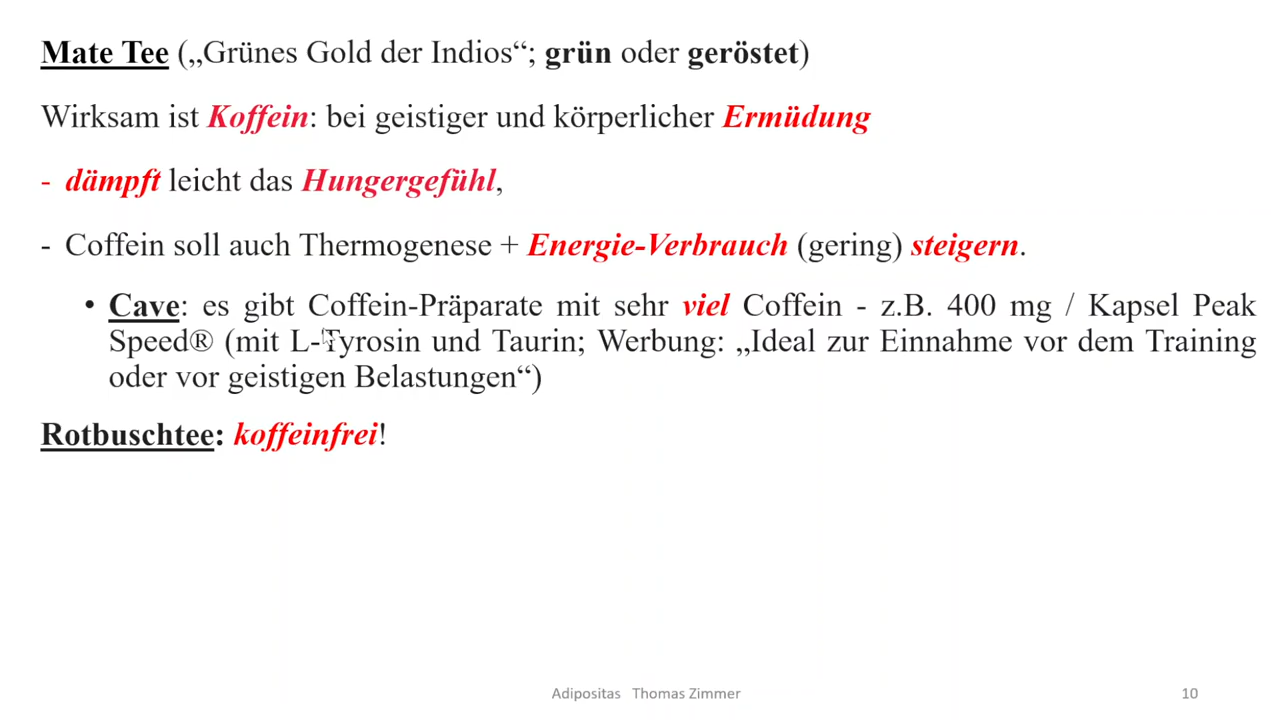 Mate Tee („Grünes Gold der Indios“; grün oder geröstet)
Wirksam ist Koffein: bei geistiger und körperlicher Ermüdung
- dämpft leicht das Hungergefühl,
- Coffein soll auch Thermogenese + Energie-Verbrauch (gering) steigern.
• Cave: es gibt Coffein-Präparate mit sehr viel Coffein - z.B. 400 mg / Kapsel Peak
Speed® (mit L-Tyrosin und Taurin; Werbung: „Ideal zur Einnahme vor dem Training
oder vor geistigen Belastungen“)
Rotbuschtee: koffeinfrei!
Adipositas Thomas Zimmer
10